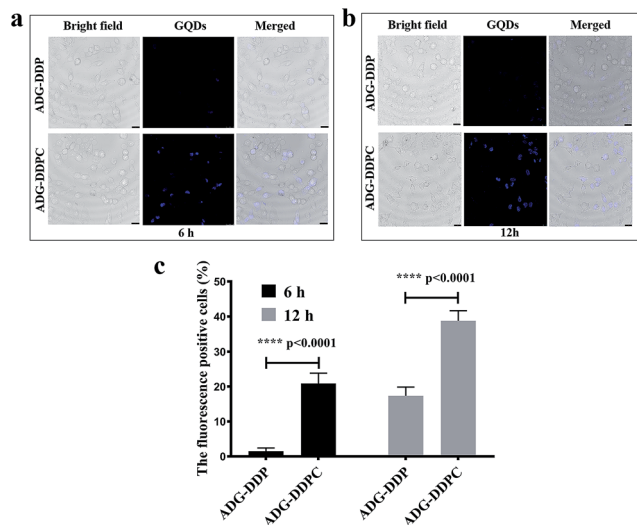 a
Bright field GQDs Merged
ADG-DDP
ADG-DDPC
6 h
b
Bright field GQDs Merged
ADG-DDP
ADG-DDPC
12h
c
The fluorescence positive cells (%)
50
40
30
20
10
0
6 h
12 h
**** p<0.0001
**** p<0.0001
ADG-DDP
ADG-DDPC
ADG-DDP
ADG-DDPC